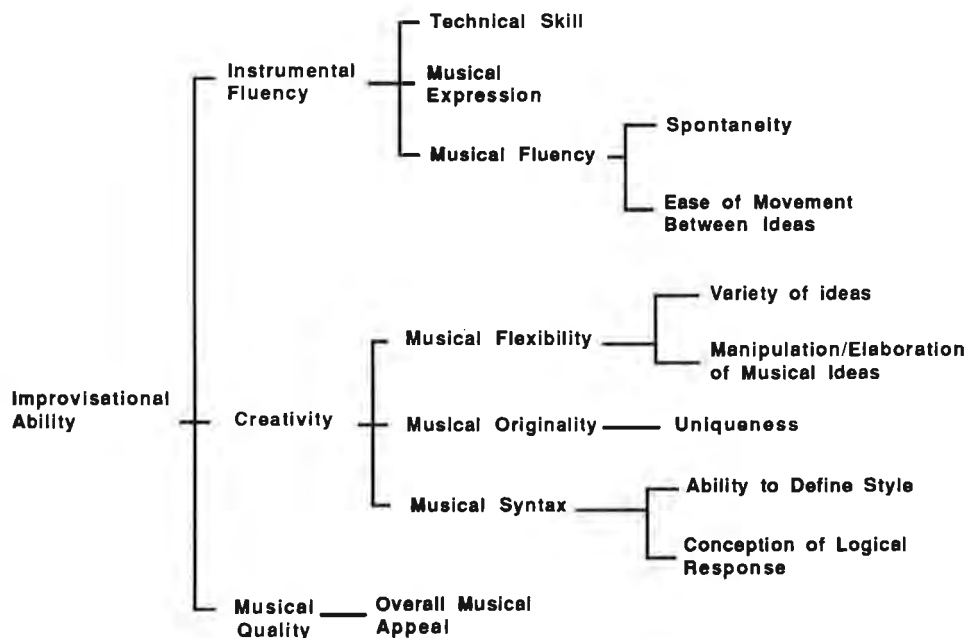 Technical Skill
Instrumental
Fluency
Musical
Expression
Musical Fluency
Spontaneity
Ease of Movement
Between Ideas
Variety of ideas
Musical Flexibility
Manipulation/Elaboration
of Musical Ideas
Improvisational
Ability
Creativity
Musical Originality
Uniqueness
Musical Syntax
Ability to Define Style
Conception of Logical
Response
Musical
Quality
Overall Musical
Appeal